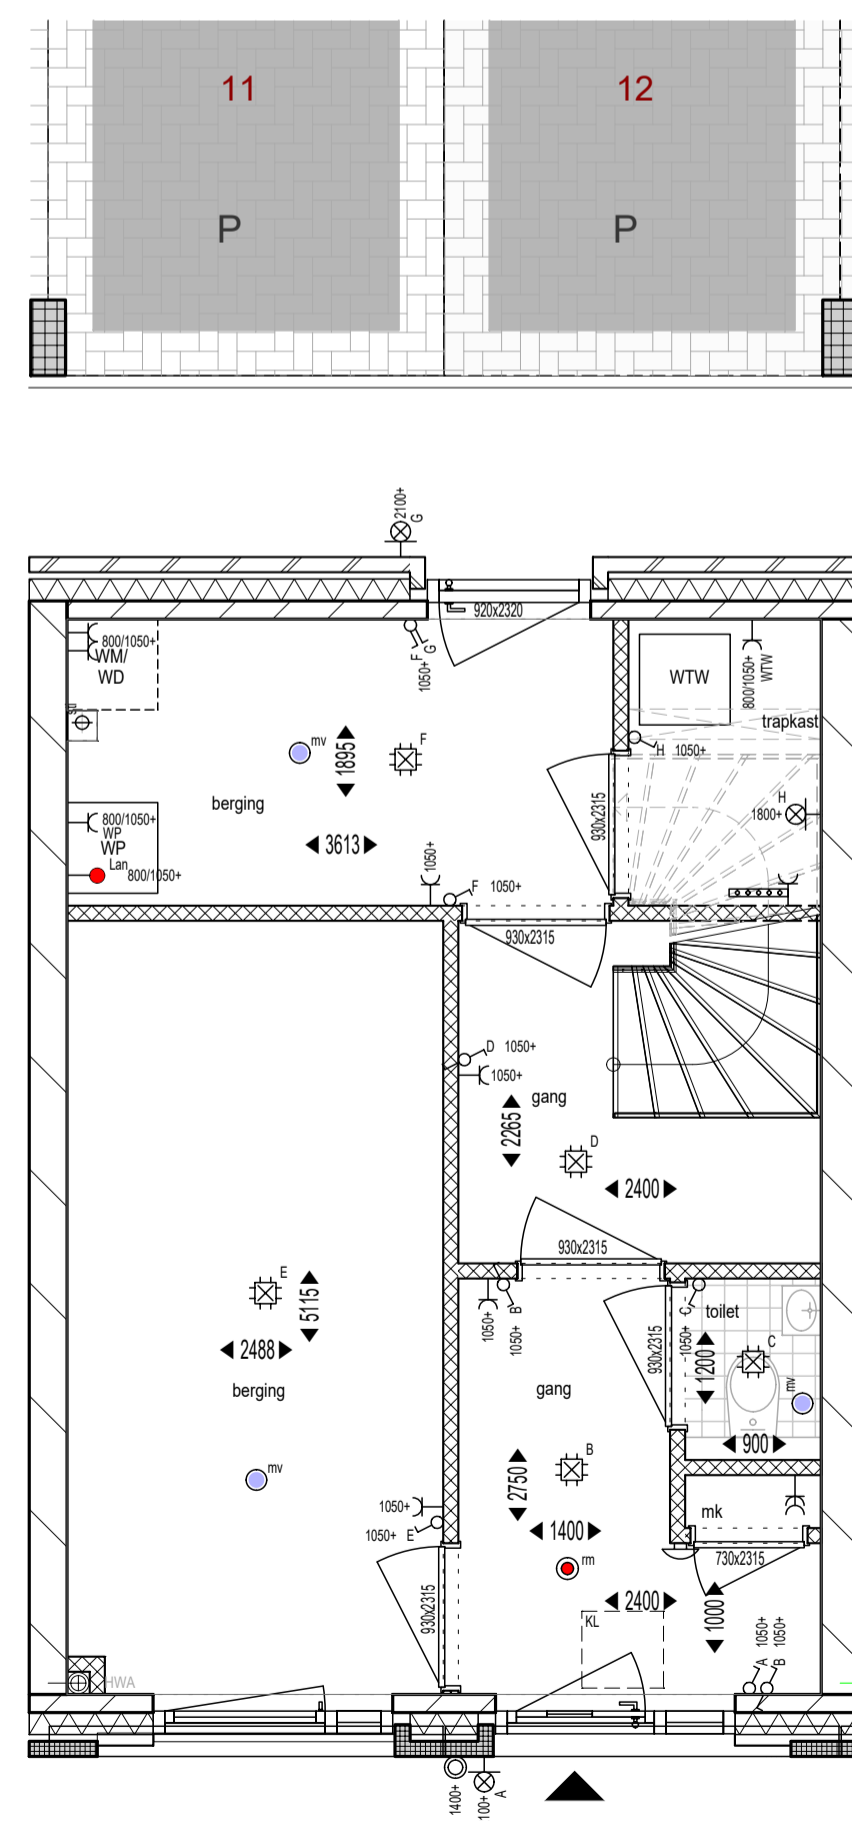 11
12
P
P
2100+
G
920x2320
800/1050+
WM/
WD
F
G
1050+
WTW
800/1050+
WTW
trapkast
mv
F
1895
H 1050+
berging
H
1800+
930x2315
800/1050+
WP
WP
3613
Lan
800/1050+
1050+
F 1050+
930x2315
D 1050+
1050+
gang
2265
D
2400
930x2315
E
5115
2488
berging
1050+
B
1050+
C
1050+
toilet
930x2315
1200
C
mv
gang
900
B
2750
mv
1400
1050+
1050+ E
mk
730x2315
rm
930x2315
2400
KL
1000
A 1050+
B 1050+
HWA
1400+
100+
A